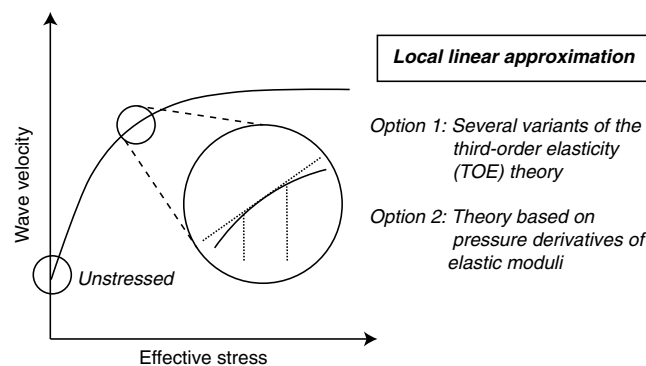 Wave velocity
Unstressed
Effective stress
Local linear approximation
Option 1: Several variants of the
third-order elasticity
(TOE) theory
Option 2: Theory based on
pressure derivatives of
elastic moduli